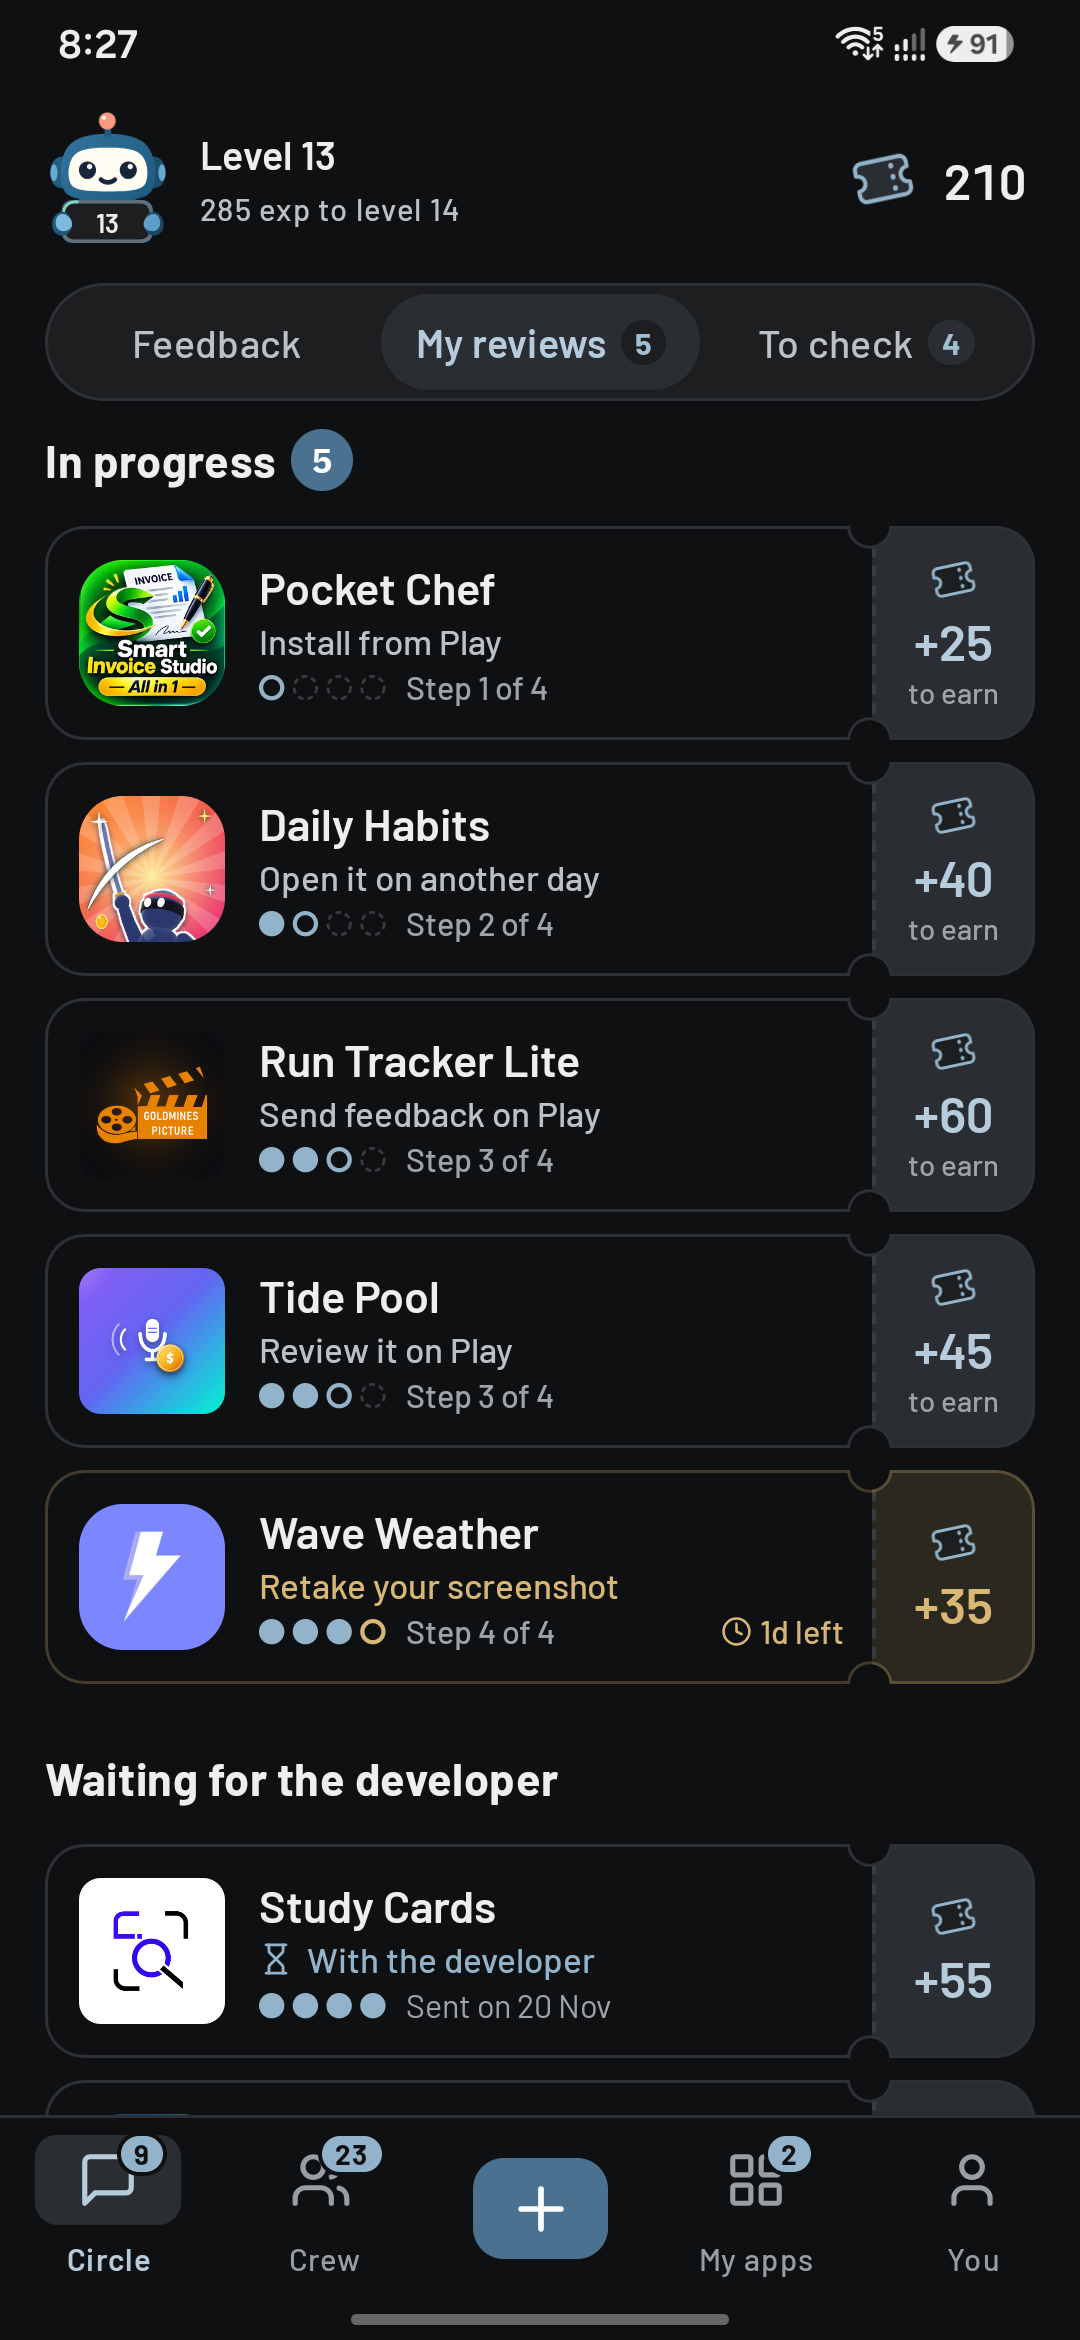 8:27
5
91
Level 13
285 exp to level 14
13
210
Feedback
My reviews 5
To check 4
In progress 5
INVOICE
Smart
Invoice Studio
All in 1
Pocket Chef
Install from Play
Step 1 of 4
+25
to earn
Daily Habits
Open it on another day
Step 2 of 4
+40
to earn
GOLDMINES
PICTURE
Run Tracker Lite
Send feedback on Play
Step 3 of 4
+60
to earn
$
Tide Pool
Review it on Play
Step 3 of 4
+45
to earn
Wave Weather
Retake your screenshot
Step 4 of 4
1d left
+35
Waiting for the developer
Study Cards
With the developer
Sent on 20 Nov
+55
9
23
2
Circle
Crew
My apps
You